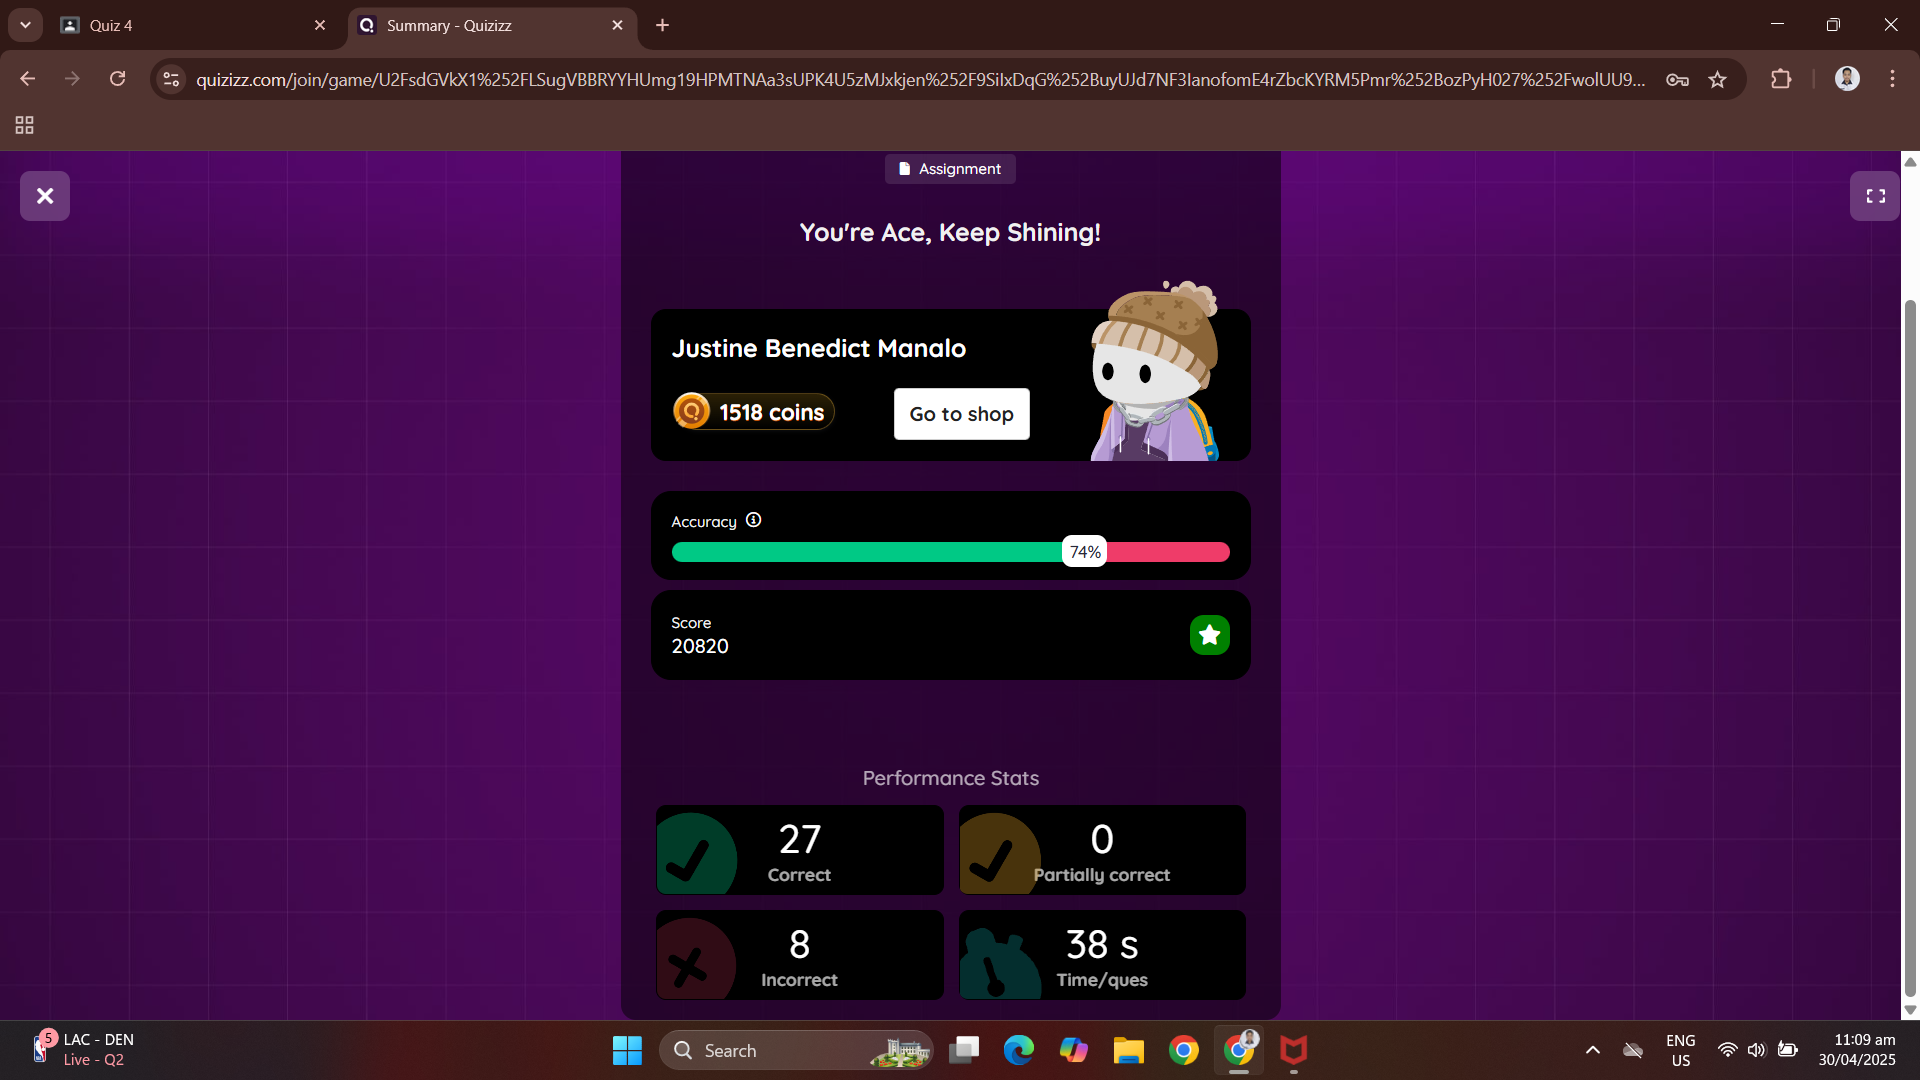 Quiz 4
Summary - Quizizz
quizizz.com/join/game/U2FsdGVkX1%252FLSugVBBRYYHUmg19HPMTNAa3sUPK4U5zMJxkjen%252F9SiIxDqG%252BuyUJd7NF3IanofomE4rZbcKYRM5Pmr%252BozPyH027%252FwolUU9...
Assignment
You're Ace, Keep Shining!
Justine Benedict Manalo
1518 coins
Go to shop
Accuracy
74%
Score
20820
Performance Stats
27
Correct
0
Partially correct
8
Incorrect
38 s
Time/ques
5
LAC - DEN
Live - Q2
Search
ENG
US
11:09 am
30/04/2025